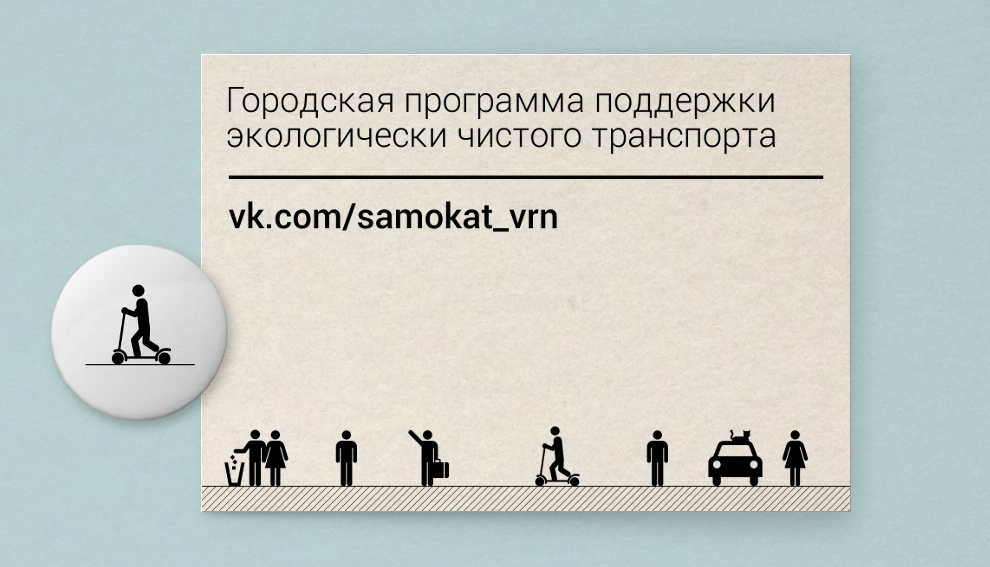 Городская программа поддержки
экологически чистого транспорта
vk.com/samokat_vrn